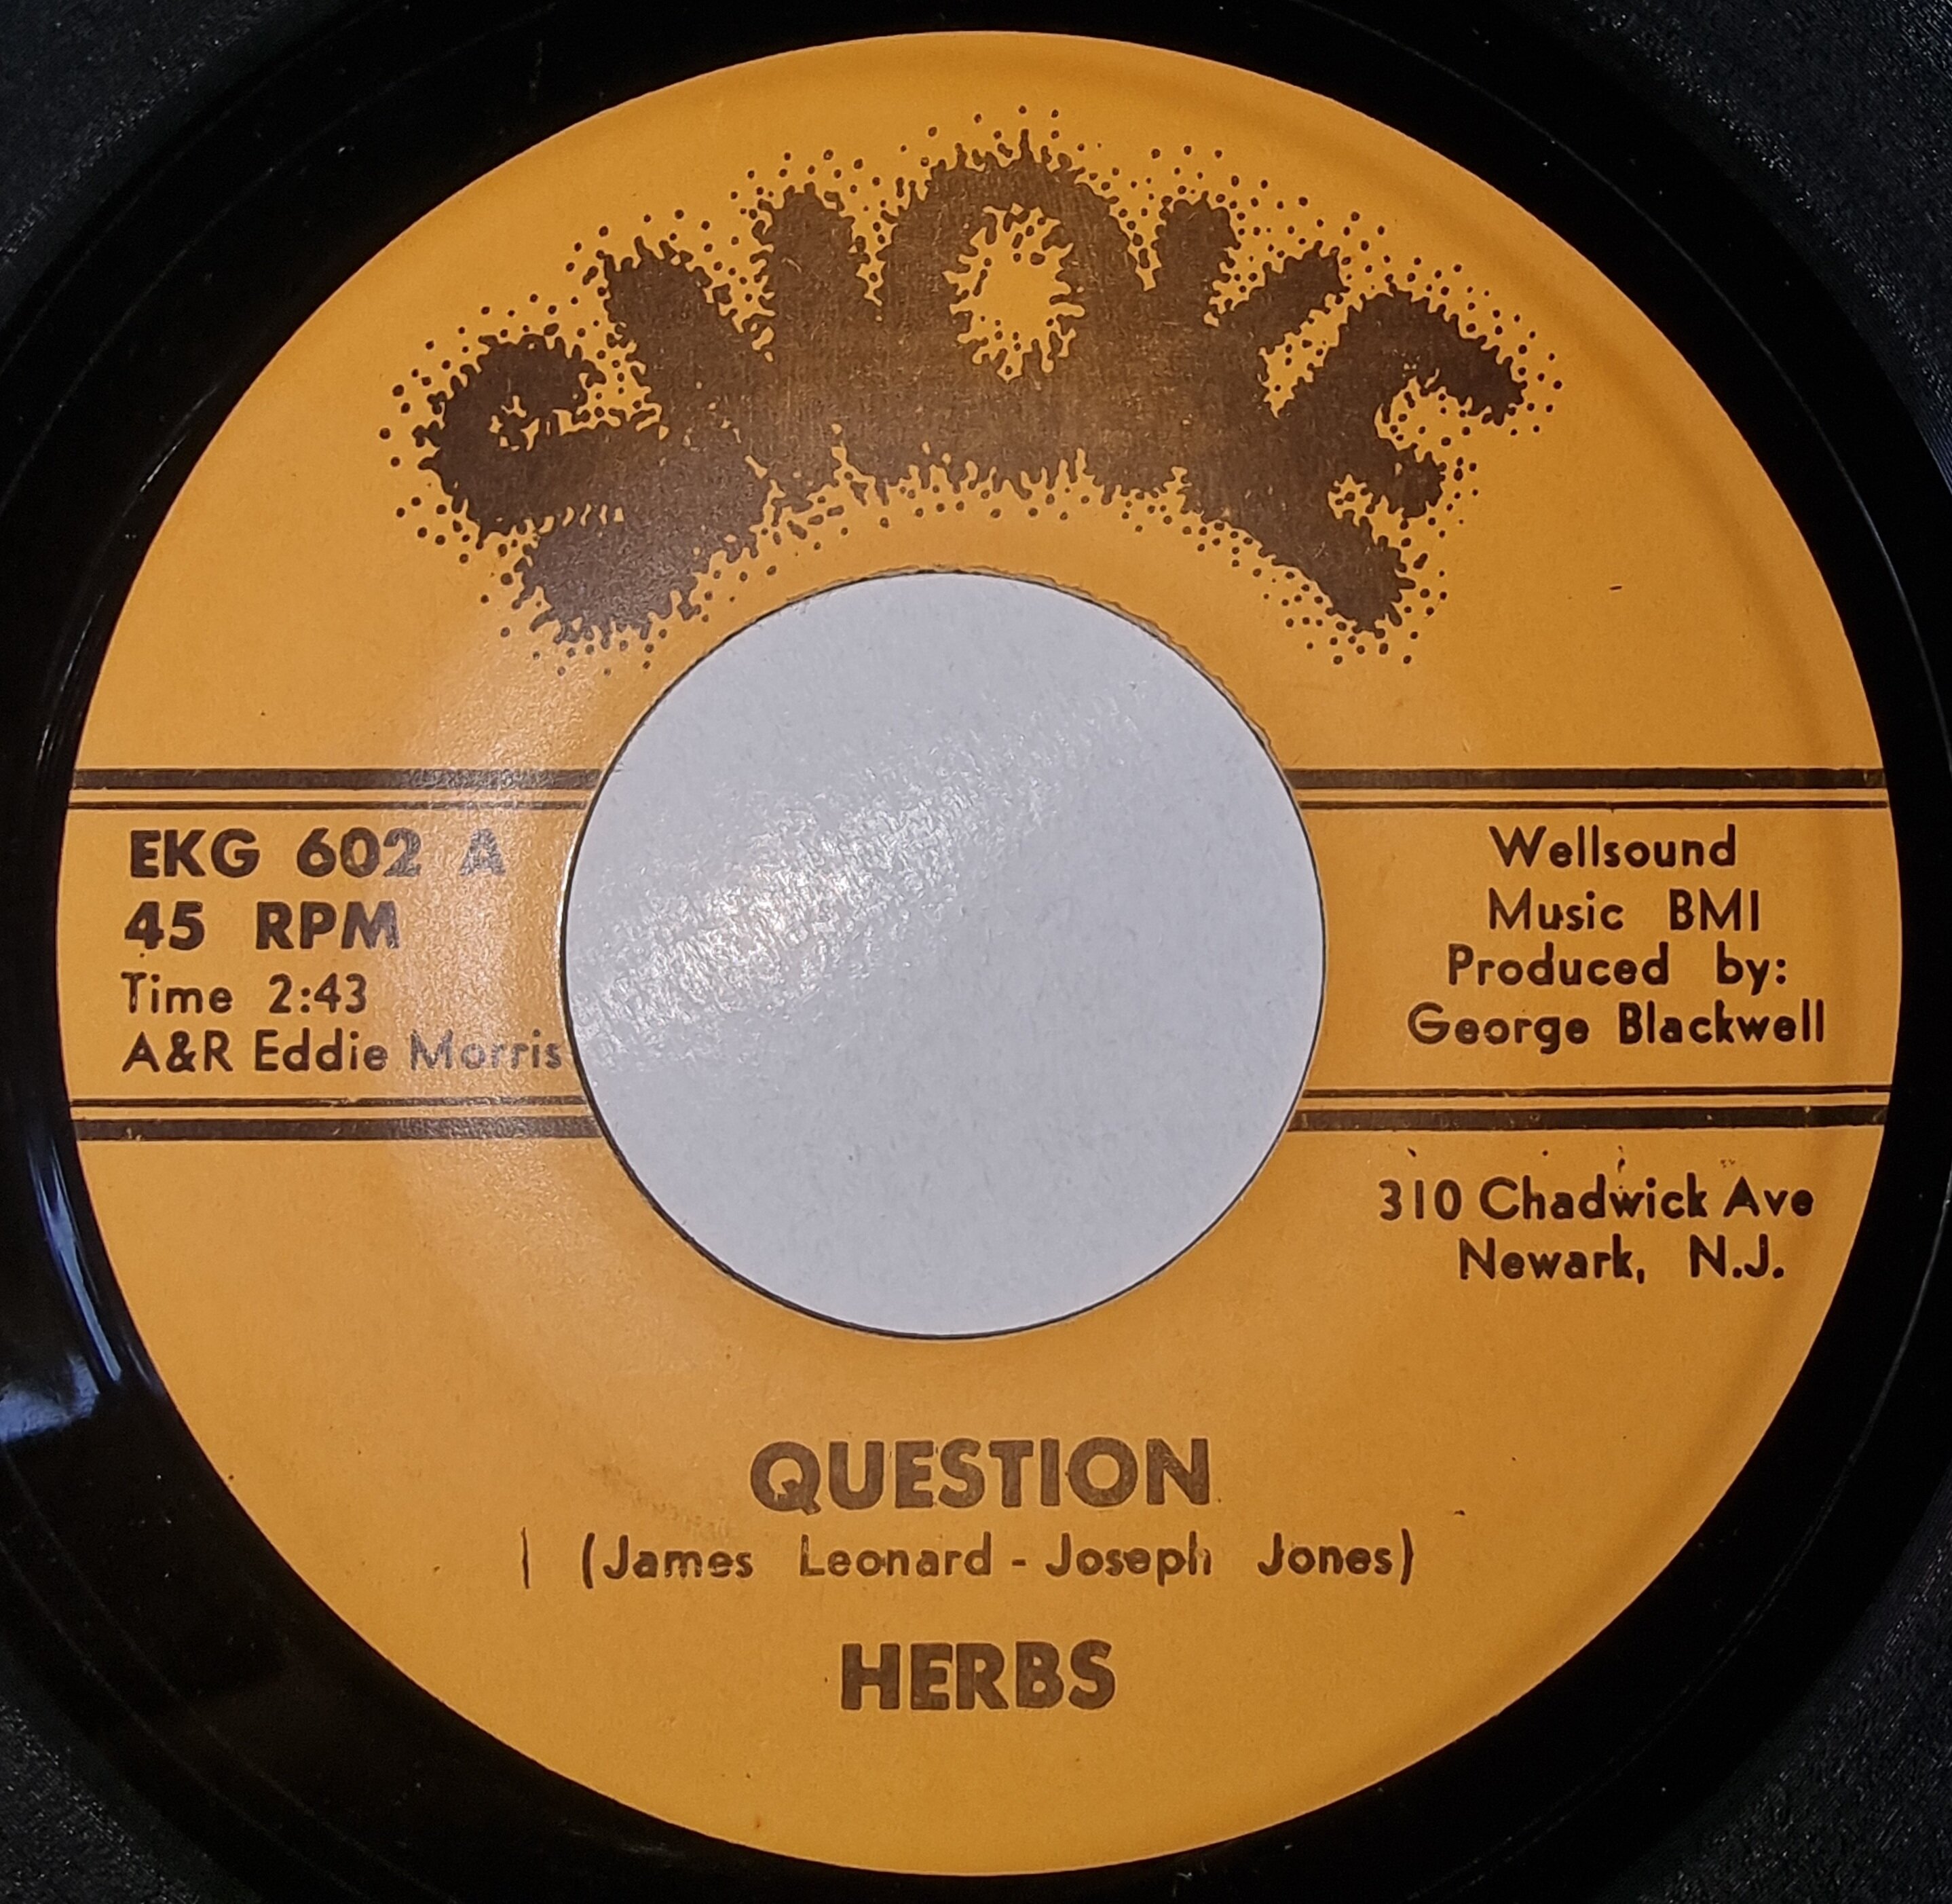 SMOKE
EKG 602 A
45 RPM
Time 2:43
A&R Eddie Morris
Wellsound
Music BMI
Produced by:
George Blackwell
310 Chadwick Ave
Newark, N.J.
QUESTION
(James Leonard - Joseph Jones)
HERBS